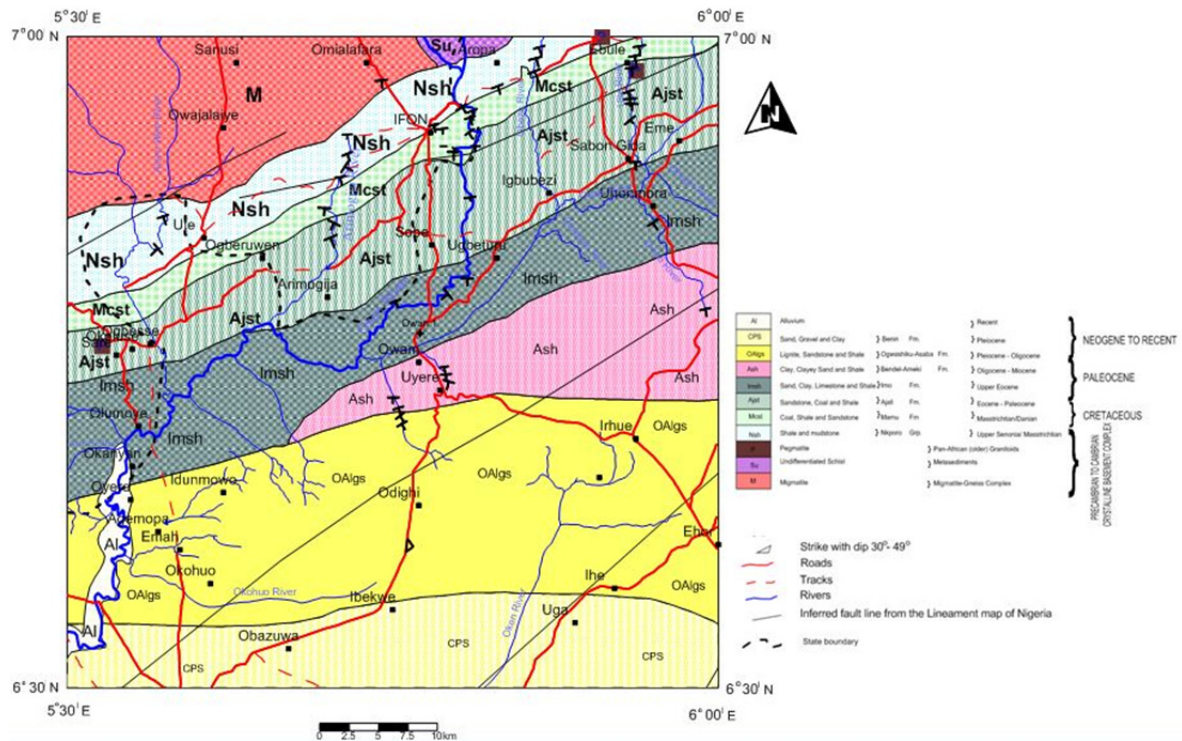 5°30'E
6°00'E
7°00'N
7°00'N
Sanusi
Omialafara
Su
Aropa
Ebule
M
Nsh
Mcst
Ajst
Owajalaiye
IFON
Eme
Nsh
Ajst
Sabon Gida
Mcst
Igbubezi
Uhonmora
Nsh
Imsh
Ule
Ogberuwen
Sobe
Ugbetunu
Nsh
Ajst
Imsh
Arimogija
Mcst
Ash
Ajst
Ogbesse
Ajst
Owam
Ash
Imsh
Imsh
Uyere
Ash
Ash
Olumoye
Imsh
Irhue
OAlgs
Okanyan
Idunmowo
OAlgs
OAlgs
Odighi
Ademopa
Emah
Al
Ehor
Okohuo
Ihe
OAlgs
OAlgs
Okohuo River
Ibekwe
Uga
Al
Obazuwa
CPS
CPS
CPS
6°30'N
6°30'N
5°30'E
6°00'E
0 2.5 5 7.5 10km
N
Al Alluvium } Recent
CPS Sand, Gravel and Clay } Benin Fm. } Pleiocene
OAlgs Lignite, Sandstone and Shale } Ogwashiku-Asaba Fm. } Pleiocene - Oligocene
Ash Clay, Clayey Sand and Shale } Bendel-Ameki Fm. } Oligocene - Miocene
Imsh Sand, Clay, Limestone and Shale } Imo Fm. } Upper Eocene
Ajst Sandstone, Coal and Shale } Ajali Fm. } Eocene - Paleocene
Mcst Coal, Shale and Sandstone } Mamu Fm } Maastrichtian/Danian
Nsh Shale and mudstone } Nkporo Grp. } Upper Senonial Maastrichtian
P Pegmatite } Pan-African (older) Granitoids
Su Undifferentiated Schist } Metasediments
M Migmatite } Migmatite-Gneiss Complex
NEOGENE TO RECENT
PALEOCENE
CRETACEOUS
PRECAMBRIAN TO CAMBRIAN
CRYSTALLINE BASEMENT COMPLEX
Strike with dip 30°- 49°
Roads
Tracks
Rivers
Inferred fault line from the Lineament map of Nigeria
State boundary